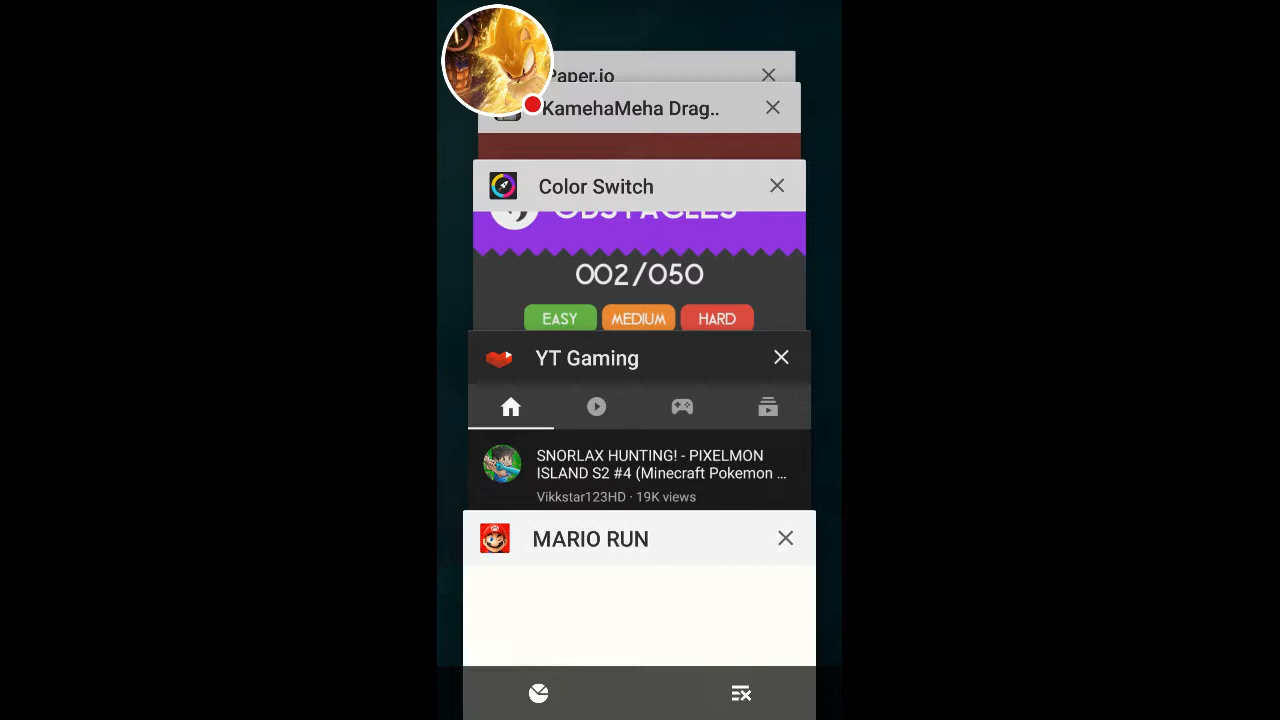 Paper.io
KamehaMeha Drag..
Color Switch
OBSTACLES
002/050
EASY MEDIUM HARD
YT Gaming
SNORLAX HUNTING! - PIXELMON
ISLAND S2 #4 (Minecraft Pokemon ...
Vikkstar123HD · 19K views
MARIO RUN